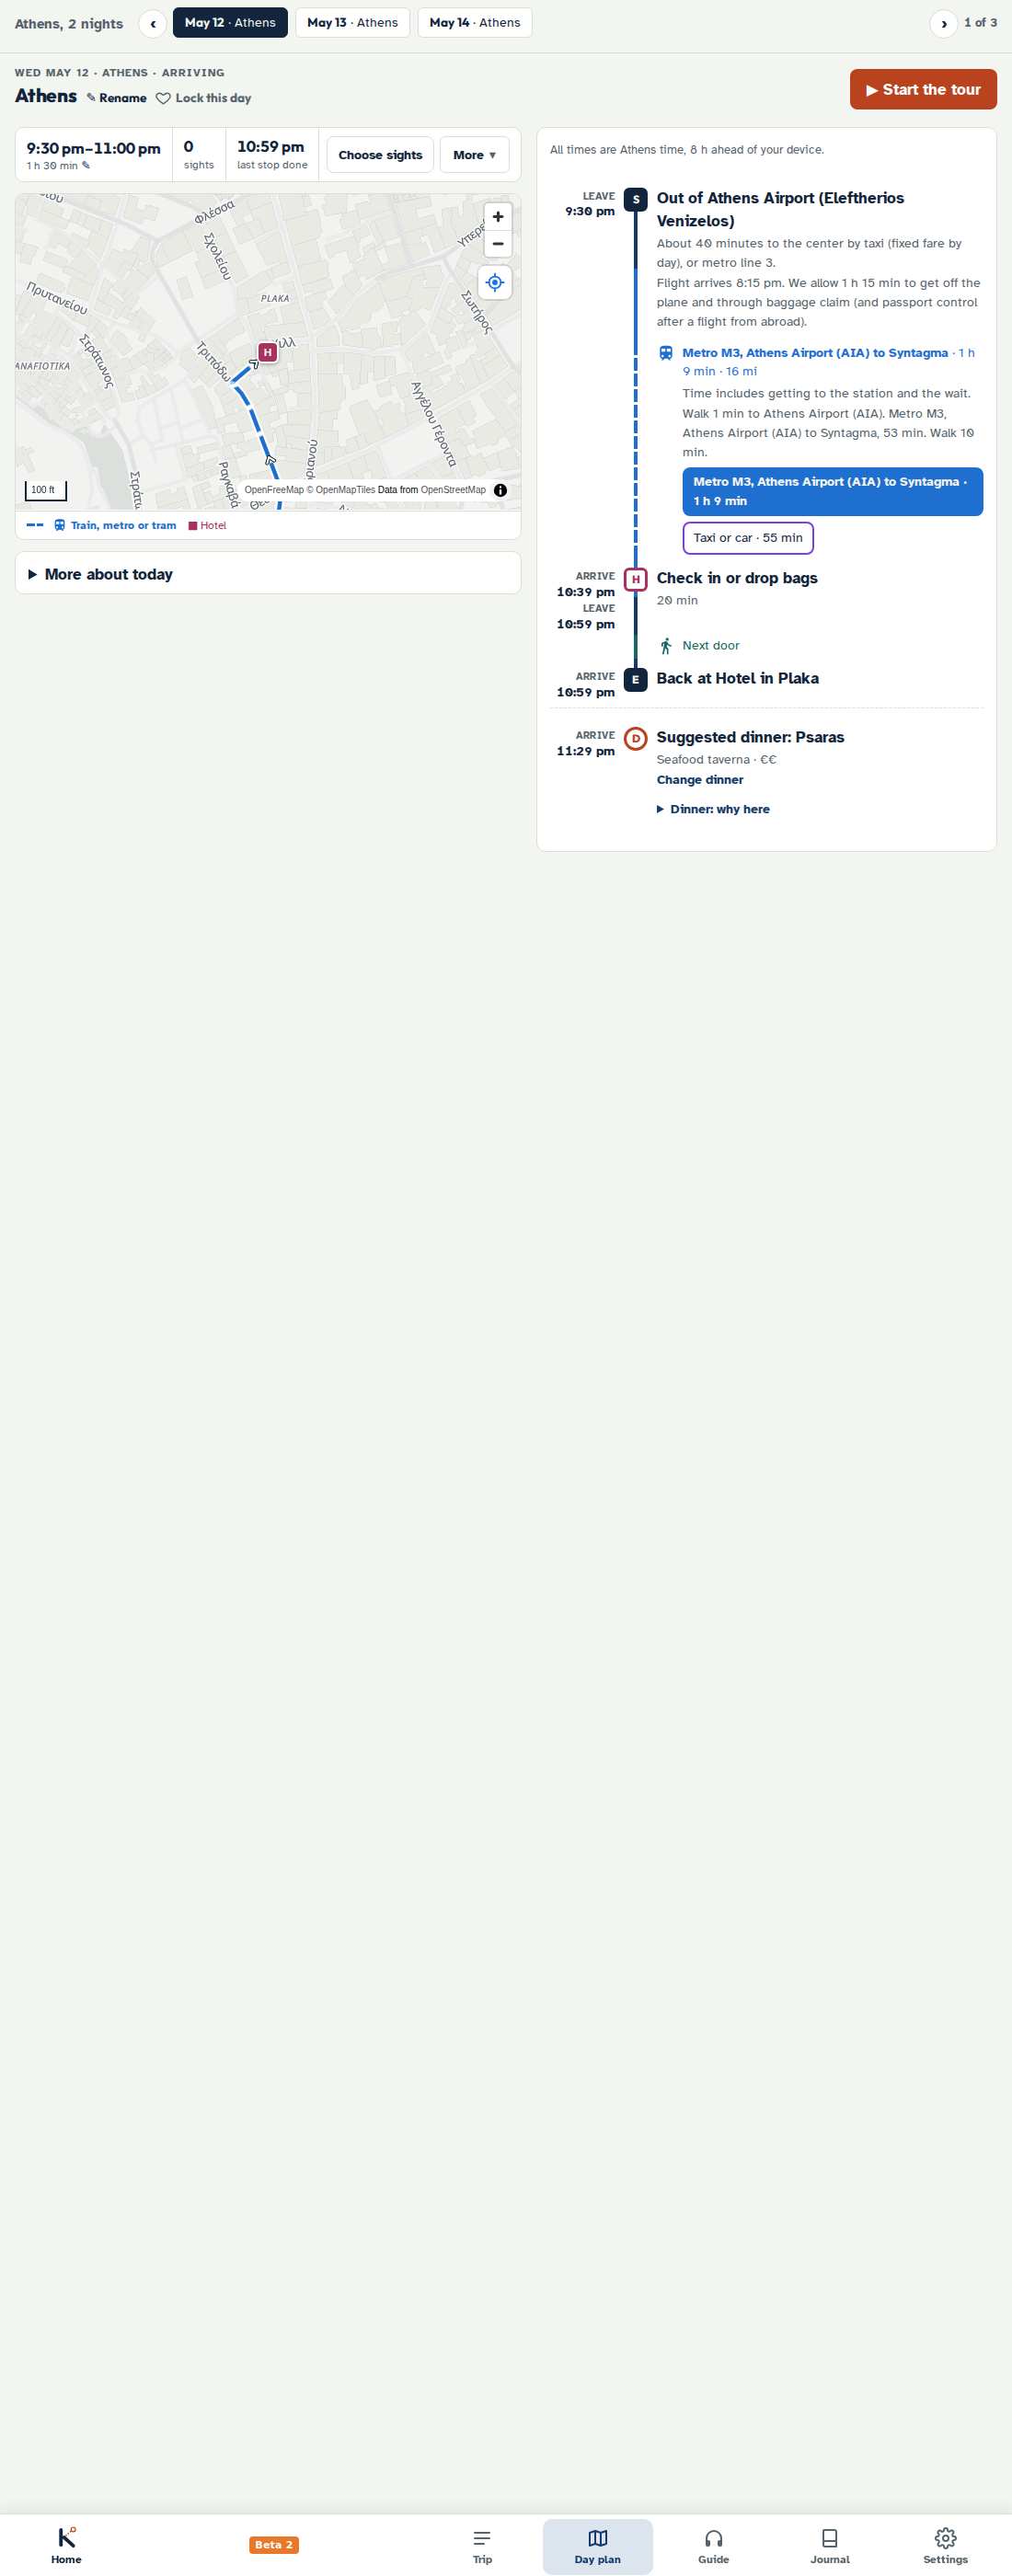 Athens, 2 nights
‹
May 12 · Athens
May 13 · Athens
May 14 · Athens
›
1 of 3
WED MAY 12 · ATHENS · ARRIVING
Athens ✎ Rename Lock this day
▶ Start the tour
9:30 pm–11:00 pm
1 h 30 min ✎
0
sights
10:59 pm
last stop done
Choose sights
More ▾
Φλέσσα
Σχολείου
Πρυτανείου
PLAKA
Σωτήρος
Στράτωνος
ΑΝΑFΙΟΤΙΚΑ
Τριπόδω
H
Αγγέλου Γέροντα
Ραγκαβά
+
−
100 ft
OpenFreeMap © OpenMapTiles Data from OpenStreetMap
Train, metro or tram
Hotel
▶ More about today
All times are Athens time, 8 h ahead of your device.
LEAVE
9:30 pm
S
Out of Athens Airport (Eleftherios
Venizelos)
About 40 minutes to the center by taxi (fixed fare by
day), or metro line 3.
Flight arrives 8:15 pm. We allow 1 h 15 min to get off the
plane and through baggage claim (and passport control
after a flight from abroad).
Metro M3, Athens Airport (AIA) to Syntagma · 1 h
9 min · 16 mi
Time includes getting to the station and the wait.
Walk 1 min to Athens Airport (AIA). Metro M3,
Athens Airport (AIA) to Syntagma, 53 min. Walk 10
min.
Metro M3, Athens Airport (AIA) to Syntagma ·
1 h 9 min
Taxi or car · 55 min
ARRIVE
10:39 pm
LEAVE
10:59 pm
H
Check in or drop bags
20 min
Next door
ARRIVE
10:59 pm
E
Back at Hotel in Plaka
ARRIVE
11:29 pm
D
Suggested dinner: Psaras
Seafood taverna · €€
Change dinner
▶ Dinner: why here
Home
Beta 2
Trip
Day plan
Guide
Journal
Settings